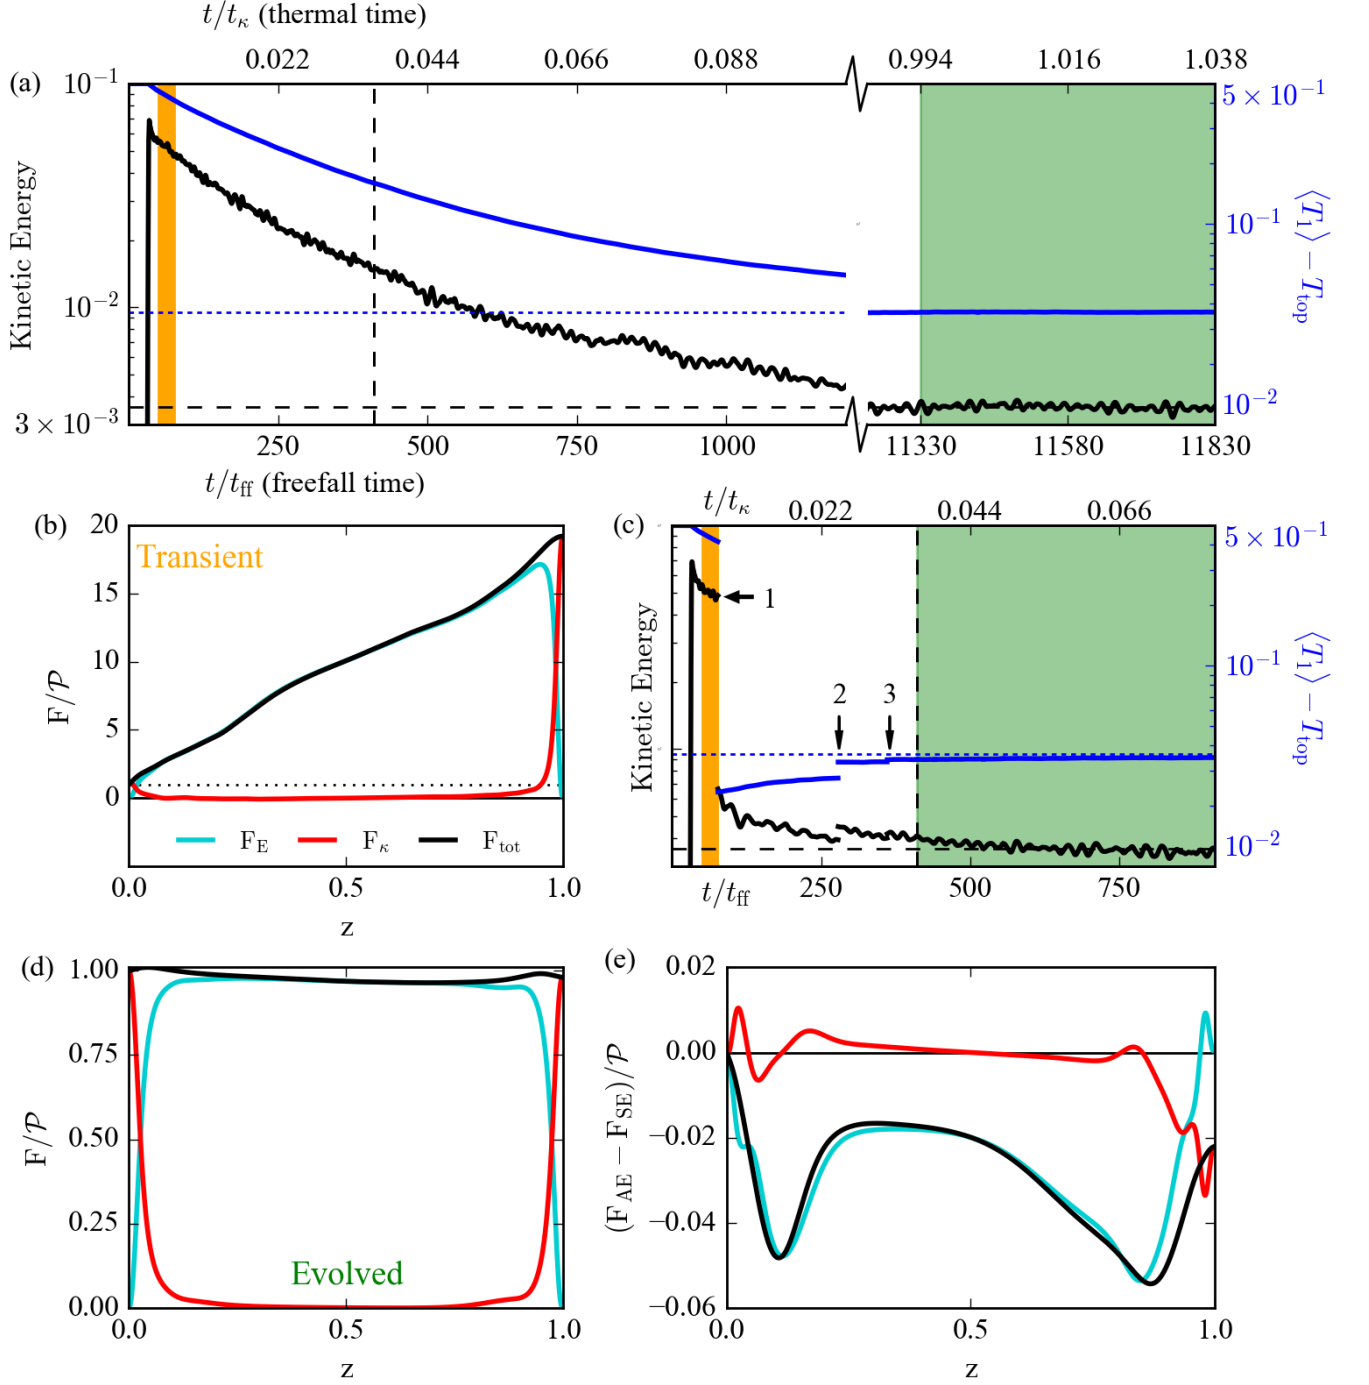 t/t_κ (thermal time)
0.022 0.044 0.066 0.088 0.994 1.016 1.038
(a)
10^{-1}
10^{-2}
3 × 10^{-3}
Kinetic Energy
5 × 10^{-1}
10^{-1}
10^{-2}
⟨T_1⟩ − T_top
250 500 750 1000 11330 11580 11830
t/t_ff (freefall time)
(b)
20
15
10
5
0
F/𝒫
Transient
F_E F_κ F_tot
0.0 0.5 1.0
z
(c)
t/t_κ 0.022 0.044 0.066
Kinetic Energy
1
2 3
5 × 10^{-1}
10^{-1}
10^{-2}
⟨T_1⟩ − T_top
t/t_ff 250 500 750
(d)
1.00
0.75
0.50
0.25
0.00
F/𝒫
Evolved
0.0 0.5 1.0
z
(e)
0.02
0.00
−0.02
−0.04
−0.06
(F_AE − F_SE)/𝒫
0.0 0.5 1.0
z